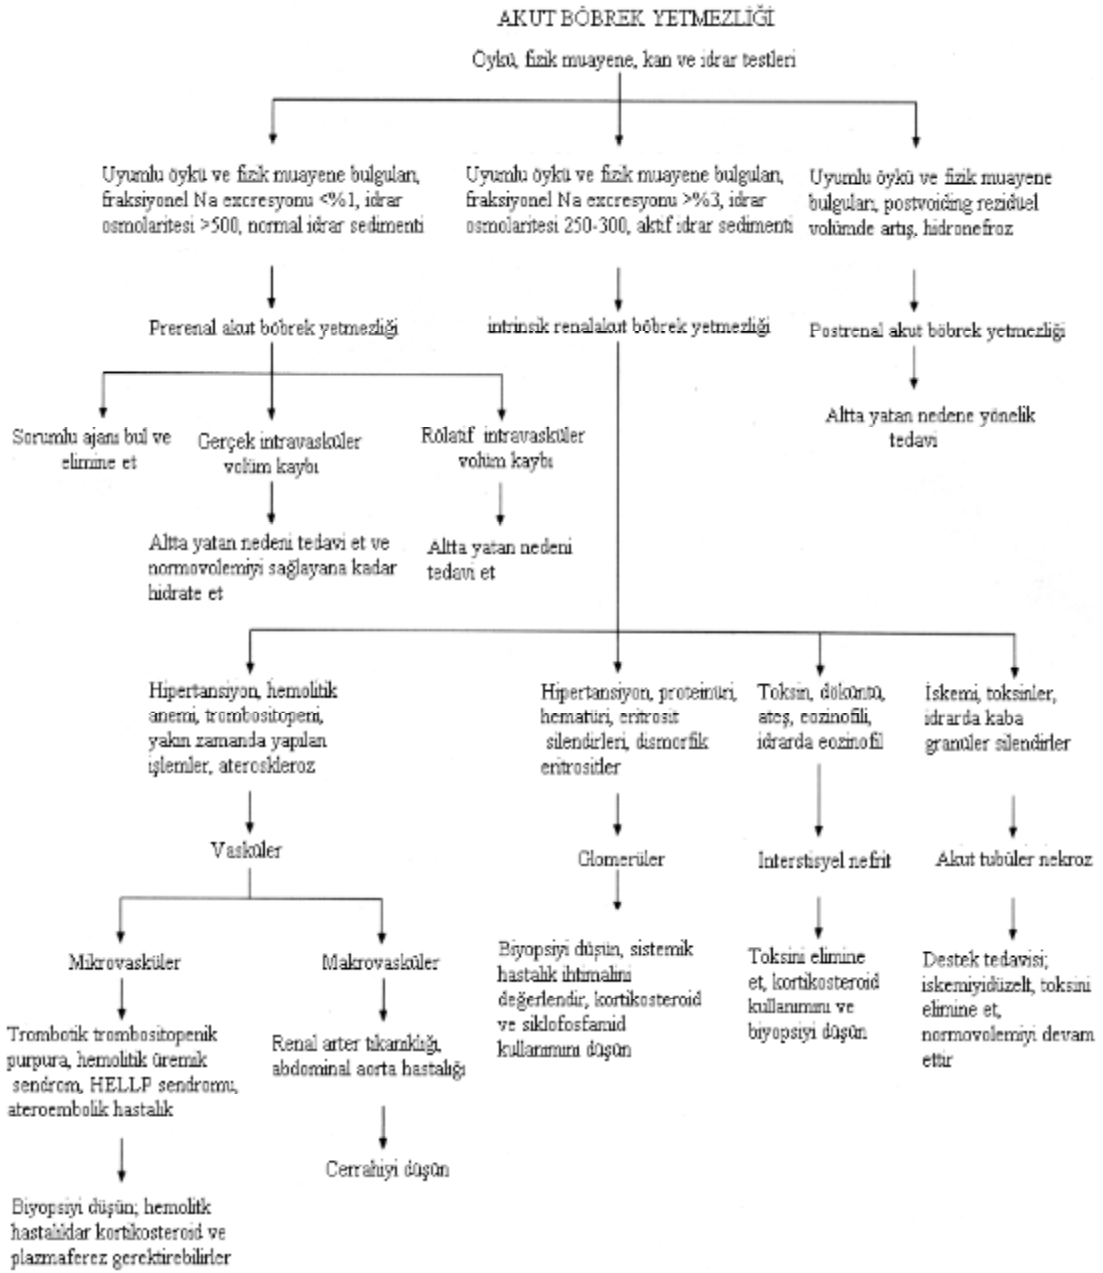 AKUT BÖBREK YETMEZLİĞİ
Öykü, fizik muayene, kan ve idrar testleri
Uyumlu öykü ve fizik muayene bulguları,
fraksiyonel Na excresyonu <%1, idrar
osmolaritesi >500, normal idrar sedimenti
Uyumlu öykü ve fizik muayene bulguları,
fraksiyonel Na excresyonu >%3, idrar
osmolaritesi 250-300, aktif idrar sedimenti
Uyumlu öykü ve fizik muayene
bulguları, postvoiding reziduel
volümde artış, hidronefroz
Prerenal akut böbrek yetmezliği
intrinsik renalakut böbrek yetmezliği
Postrenal akut böbrek yetmezliği
Sorumlu ajanı bul ve
elimine et
Gerçek intravasküler
volüm kaybı
Rölatif intravasküler
volüm kaybı
Altta yatan nedene yönelik
tedavi
Altta yatan nedeni tedavi et ve
normovolemiyi sağlayana kadar
hidrate et
Altta yatan nedeni
tedavi et
Hipertansiyon, hemolitik
anemi, trombositopeni,
yakın zamanda yapılan
işlemler, ateroskleroz
Hipertansiyon, proteinüri,
hematüri, eritrosit
silendirleri, dismorfik
eritrositler
Toksin, döküntü,
ateş, eozinofili,
idrarda eozinofil
İskemi, toksinler,
idrarda kaba
granüler silendirler
Vasküler
Glomerüler
İnterstisyel nefrit
Akut tubüler nekroz
Mikrovasküler
Makrovasküler
Biyopsiyi düşün, sistemik
hastalık ihtimalini
değerlendir, kortikosteroid
ve siklofosfamid
kullanımını düşün
Toksini elimine
et, kortikosteroid
kullanımını ve
biyopsiyi düşün
Destek tedavisi;
iskemiyidüzelt, toksini
elimine et,
normovolemiyi devam
ettir
Trombotik trombositopenik
purpura, hemolitik üremik
sendrom, HELLP sendromu,
ateroembolik hastalık
Renal arter tıkanıklığı,
abdominal aorta hastalığı
Cerrahiyi düşün
Biyopsiyi düşün; hemolitk
hastalıklar kortikosteroid ve
plazmaferez gerektirebilirler